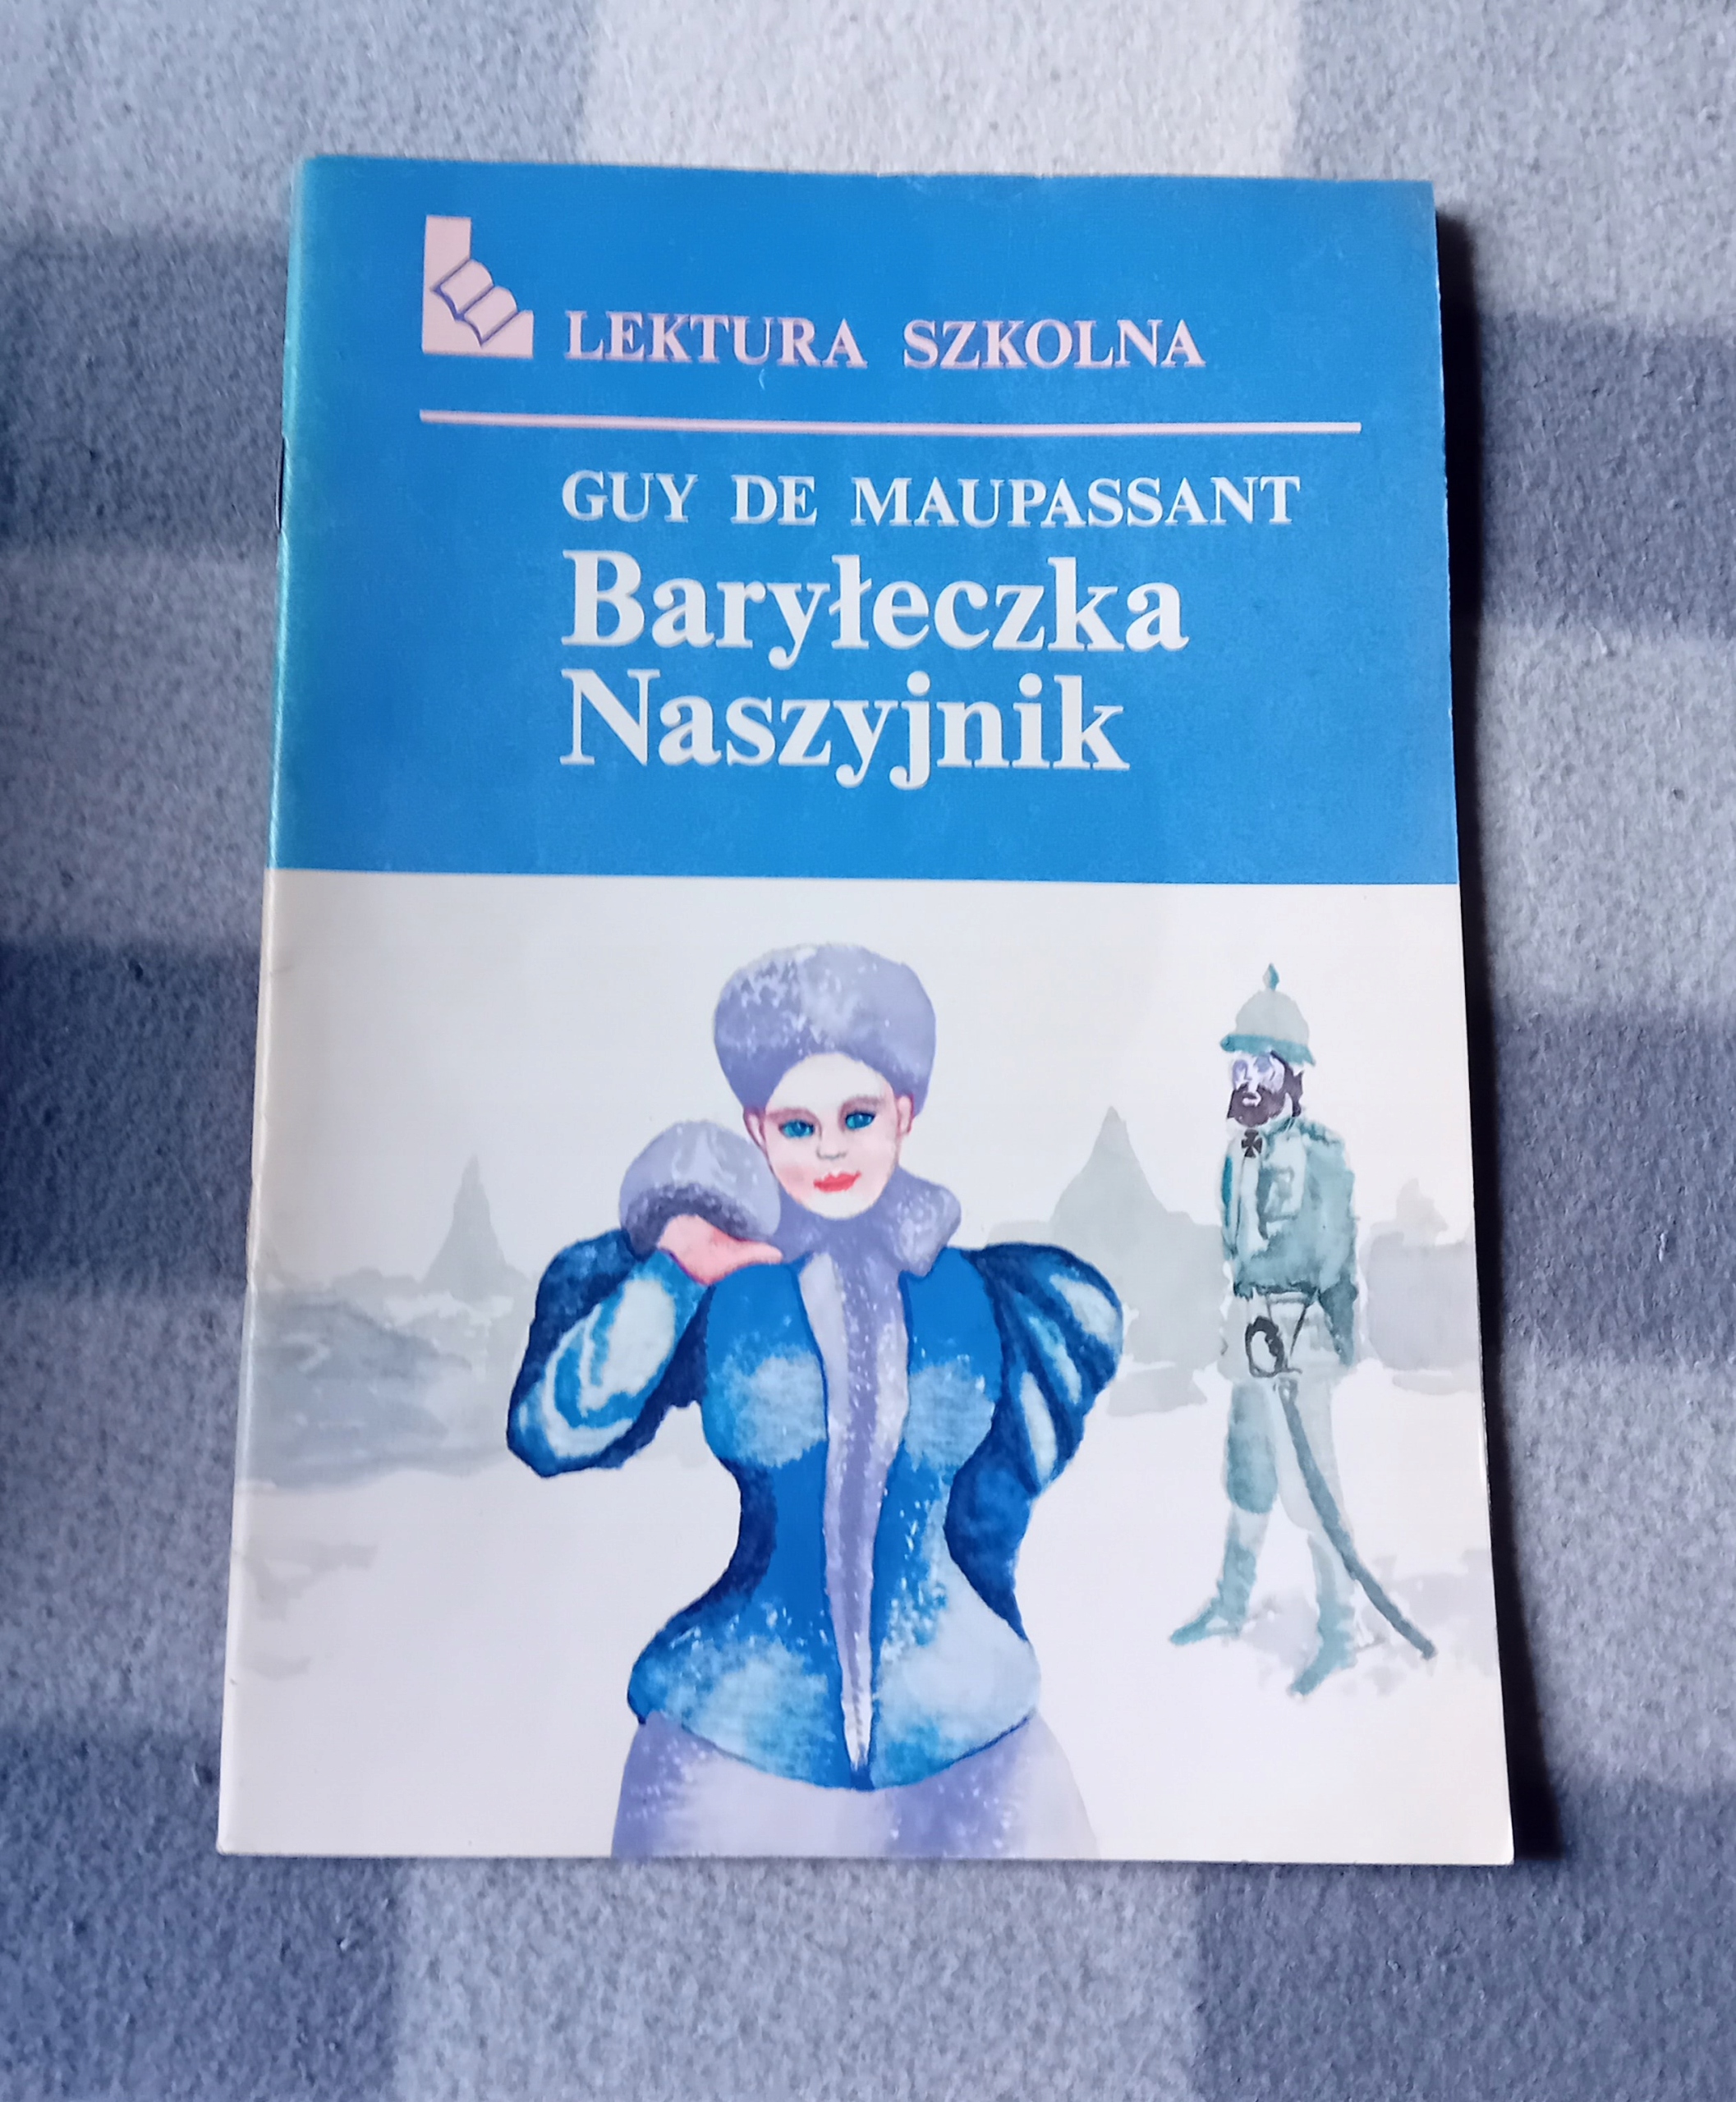 LEKTURA SZKOLNA
GUY DE MAUPASSANT
Baryłeczka
Naszyjnik